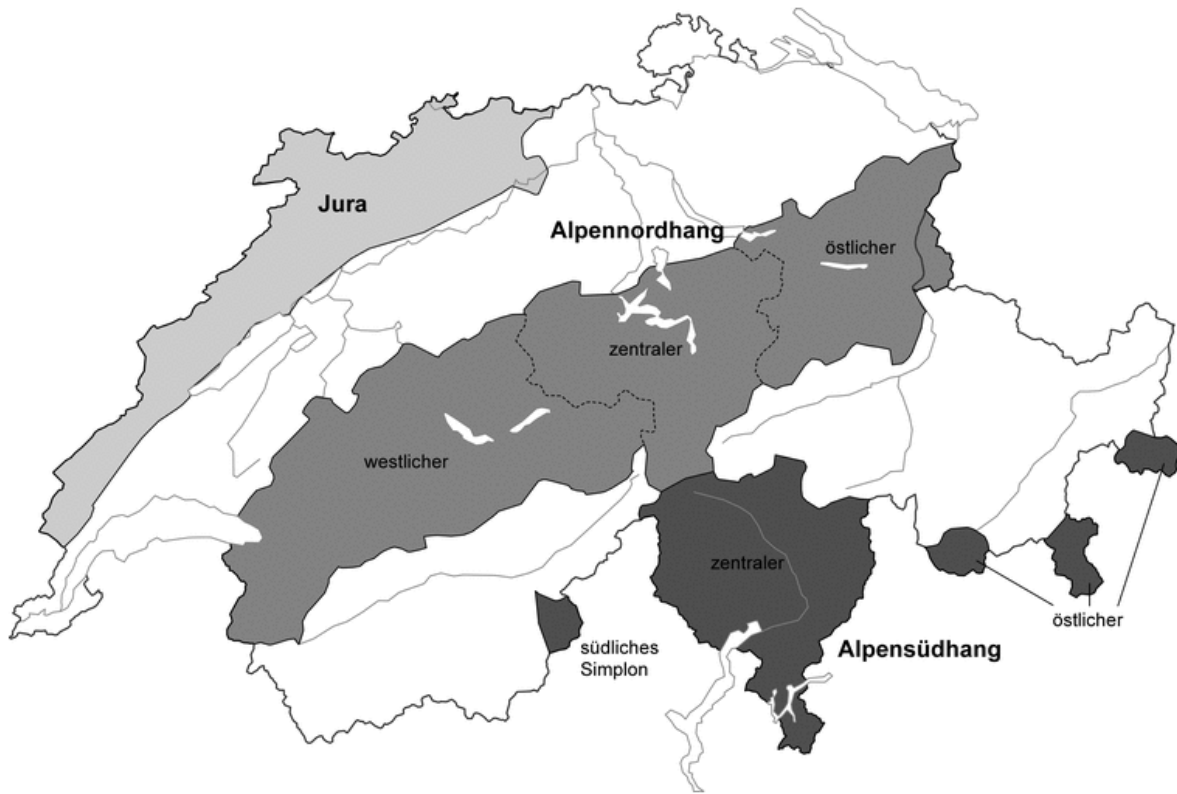 Jura
Alpennordhang
östlicher
zentraler
westlicher
zentraler
östlicher
südliches
Simplon
Alpensüdhang